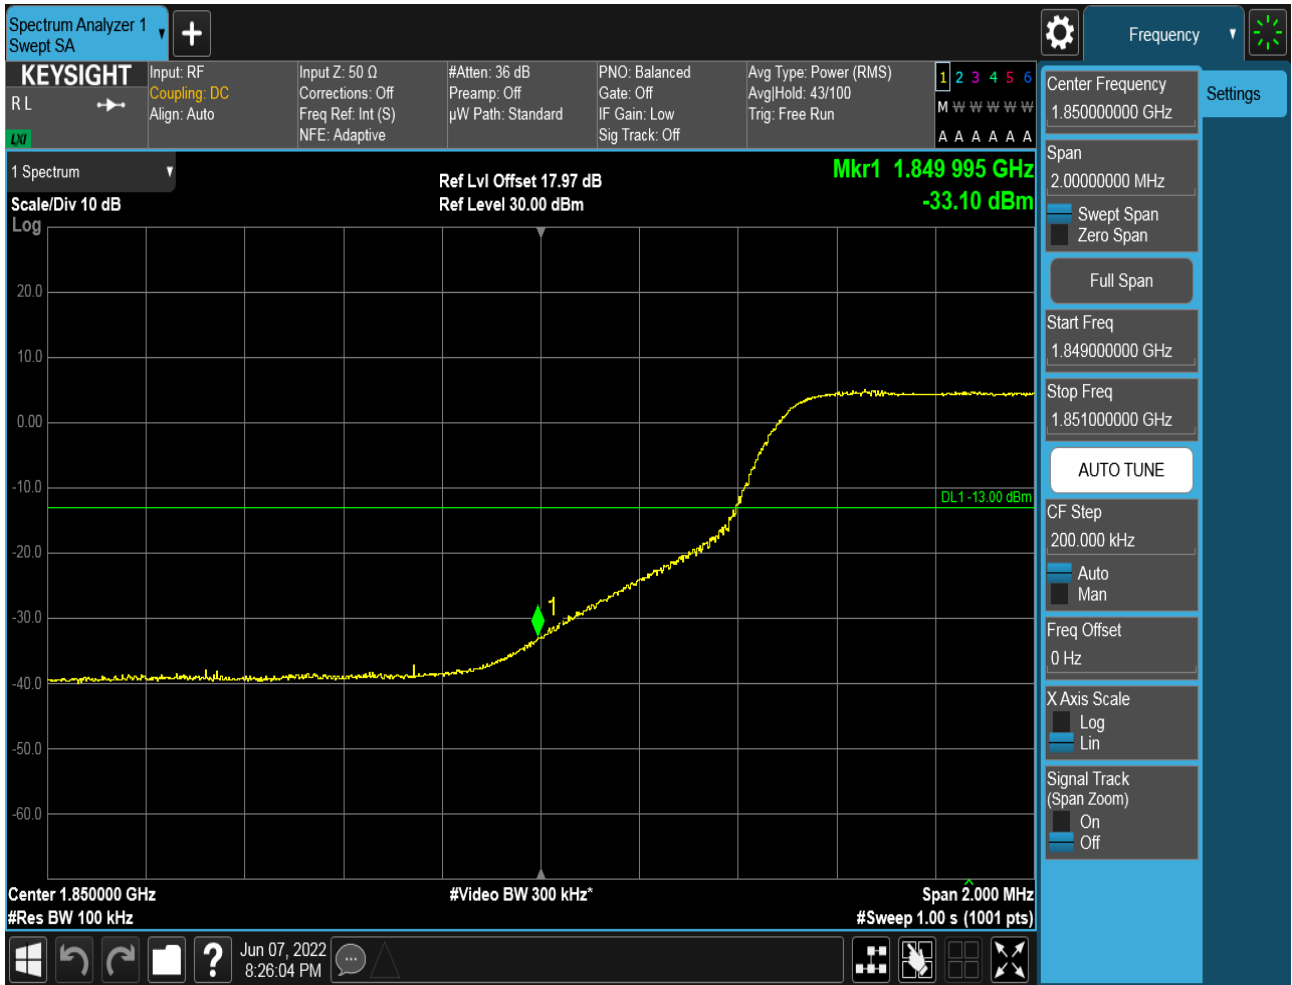 Spectrum Analyzer 1
Swept SA
Frequency
KEYSIGHT
R L
LXI
Input: RF
Coupling: DC
Align: Auto
Input Z: 50 Ω
Corrections: Off
Freq Ref: Int (S)
NFE: Adaptive
#Atten: 36 dB
Preamp: Off
µW Path: Standard
PNO: Balanced
Gate: Off
IF Gain: Low
Sig Track: Off
Avg Type: Power (RMS)
Avg|Hold: 43/100
Trig: Free Run
1 2 3 4 5 6
M W W W W W
A A A A A A
1 Spectrum
Scale/Div 10 dB
Log
Ref Lvl Offset 17.97 dB
Ref Level 30.00 dBm
Mkr1 1.849 995 GHz
-33.10 dBm
20.0
10.0
0.00
-10.0
-20.0
-30.0
-40.0
-50.0
-60.0
DL1 -13.00 dBm
1
Center 1.850000 GHz
#Res BW 100 kHz
#Video BW 300 kHz*
Span 2.000 MHz
#Sweep 1.00 s (1001 pts)
Jun 07, 2022
8:26:04 PM
Center Frequency
1.850000000 GHz
Settings
Span
2.00000000 MHz
Swept Span
Zero Span
Full Span
Start Freq
1.849000000 GHz
Stop Freq
1.851000000 GHz
AUTO TUNE
CF Step
200.000 kHz
Auto
Man
Freq Offset
0 Hz
X Axis Scale
Log
Lin
Signal Track
(Span Zoom)
On
Off